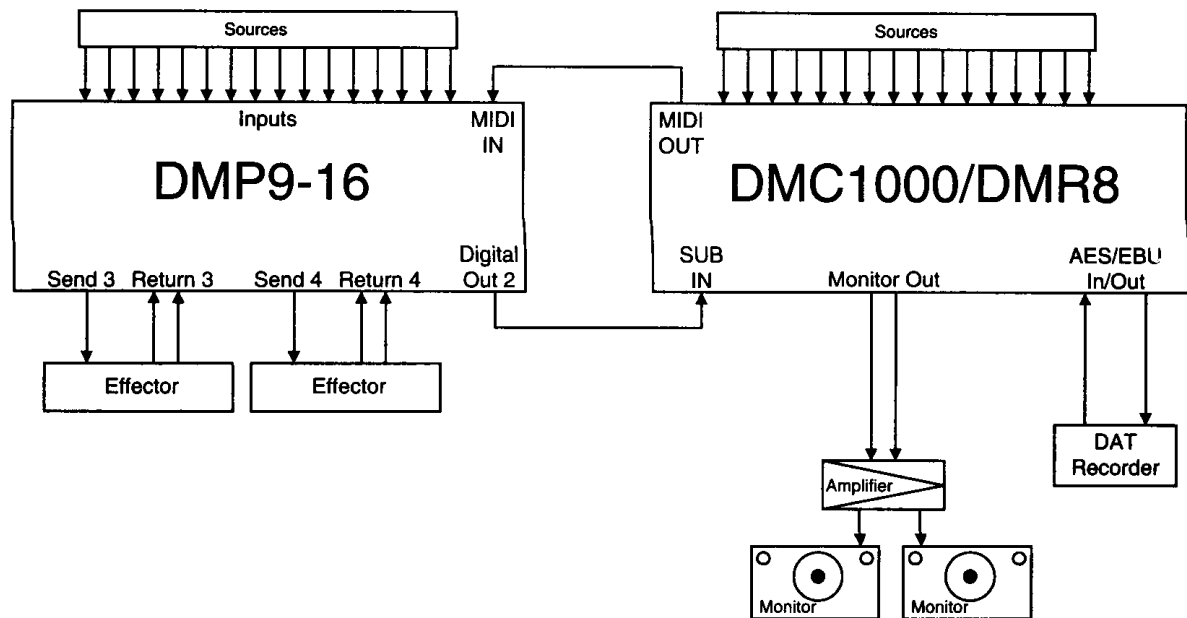 Sources
Sources
Inputs
MIDI
IN
MIDI
OUT
DMP9-16
DMC1000/DMR8
Digital
Out 2
SUB
IN
AES/EBU
In/Out
Send 3
Return 3
Send 4
Return 4
Monitor Out
Effector
Effector
DAT
Recorder
Amplifier
Monitor
Monitor